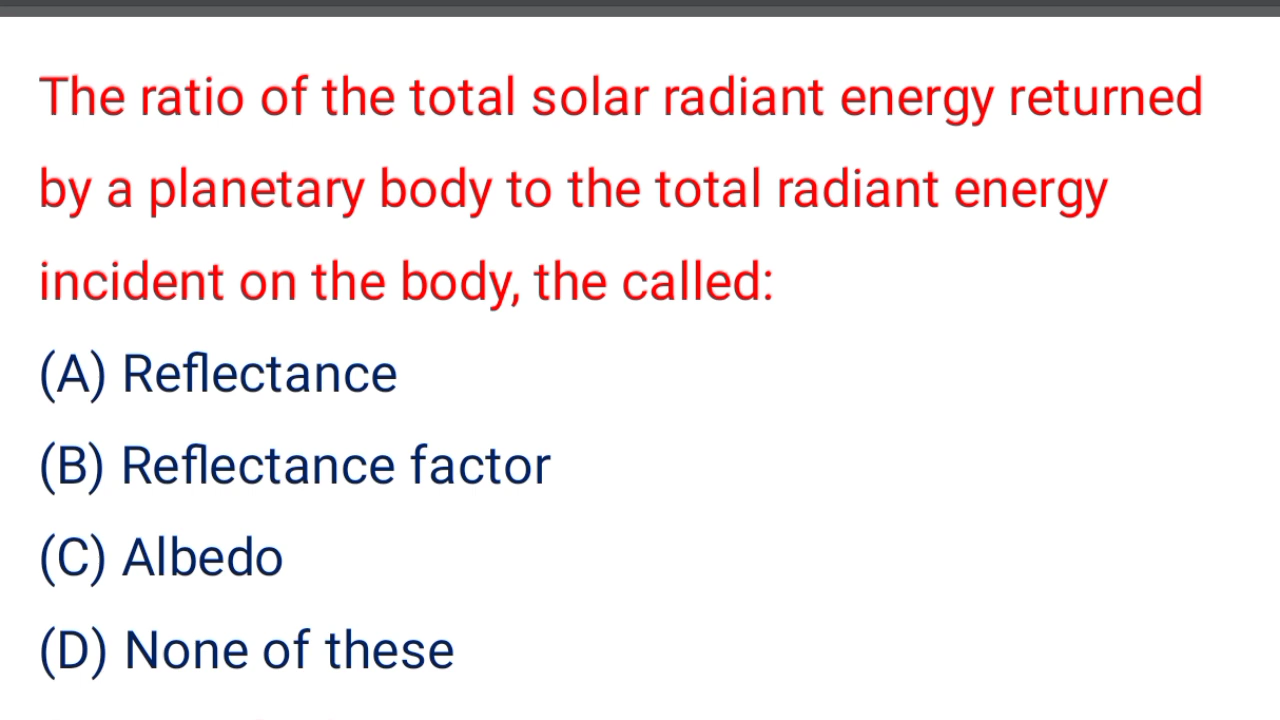 The ratio of the total solar radiant energy returned
by a planetary body to the total radiant energy
incident on the body, the called:
(A) Reflectance
(B) Reflectance factor
(C) Albedo
(D) None of these